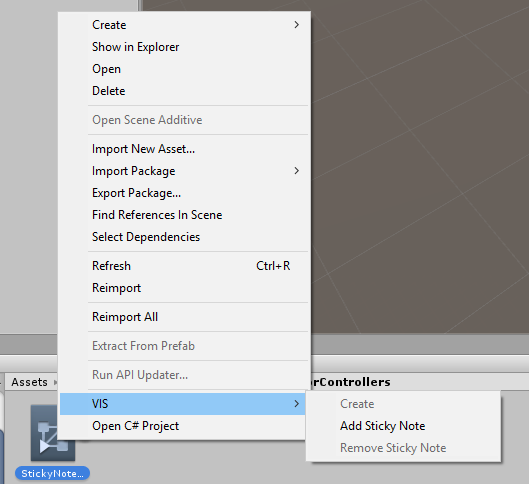 Create
Show in Explorer
Open
Delete
Open Scene Additive
Import New Asset...
Import Package
Export Package...
Find References In Scene
Select Dependencies
Refresh Ctrl+R
Reimport
Reimport All
Extract From Prefab
Run API Updater...
Assets
orControllers
VIS
Open C# Project
Create
Add Sticky Note
Remove Sticky Note
StickyNote...